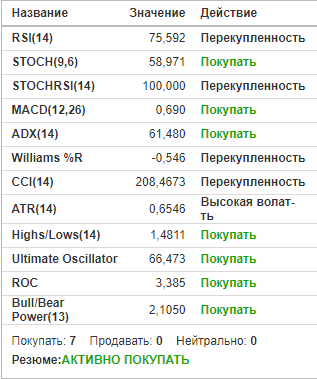 Название Значение Действие
RSI(14) 75,592 Перекупленность
STOCH(9,6) 58,971 Покупать
STOCHRSI(14) 100,000 Перекупленность
MACD(12,26) 0,690 Покупать
ADX(14) 61,480 Покупать
Williams %R -0,546 Перекупленность
CCI(14) 208,4673 Перекупленность
ATR(14) 0,6546 Высокая волат-
ть
Highs/Lows(14) 1,4811 Покупать
Ultimate Oscillator 66,473 Покупать
ROC 3,385 Покупать
Bull/Bear
Power(13) 2,1050 Покупать
Покупать: 7 Продавать: 0 Нейтрально: 0
Резюме:АКТИВНО ПОКУПАТЬ